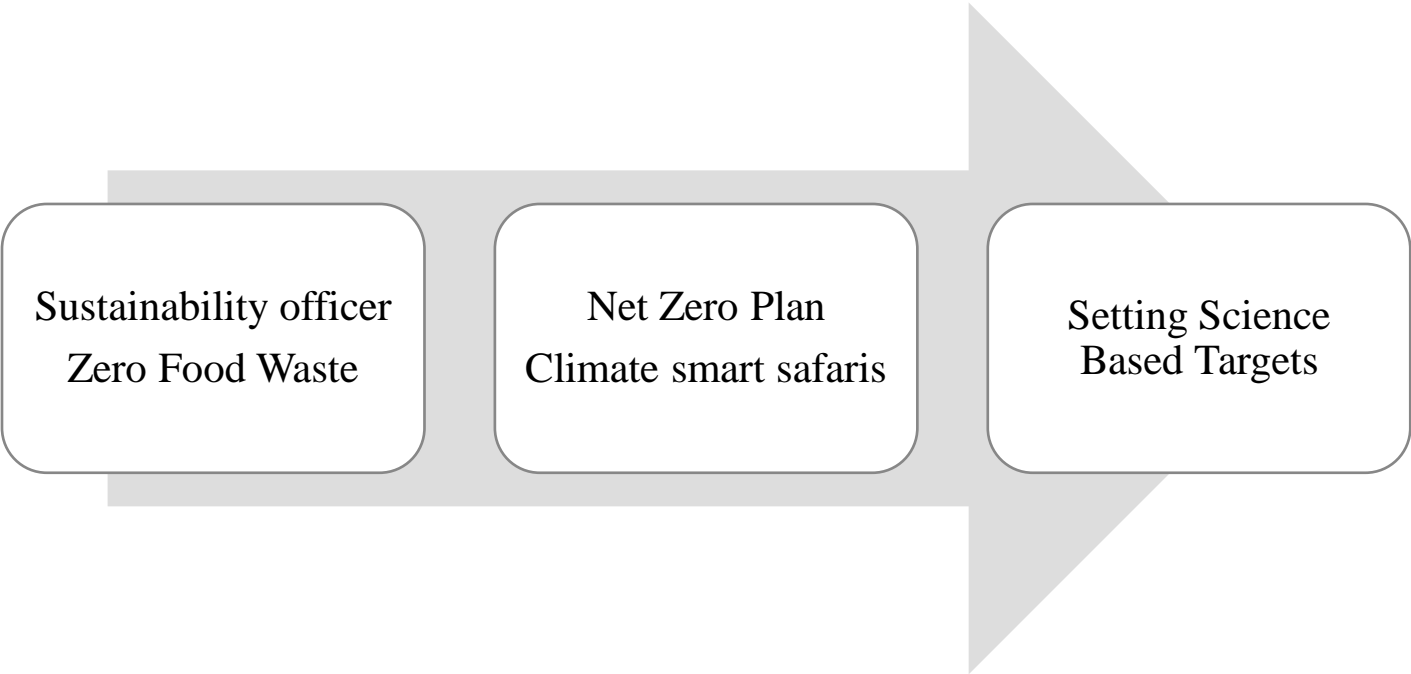 Sustainability officer
Zero Food Waste
Net Zero Plan
Climate smart safaris
Setting Science
Based Targets